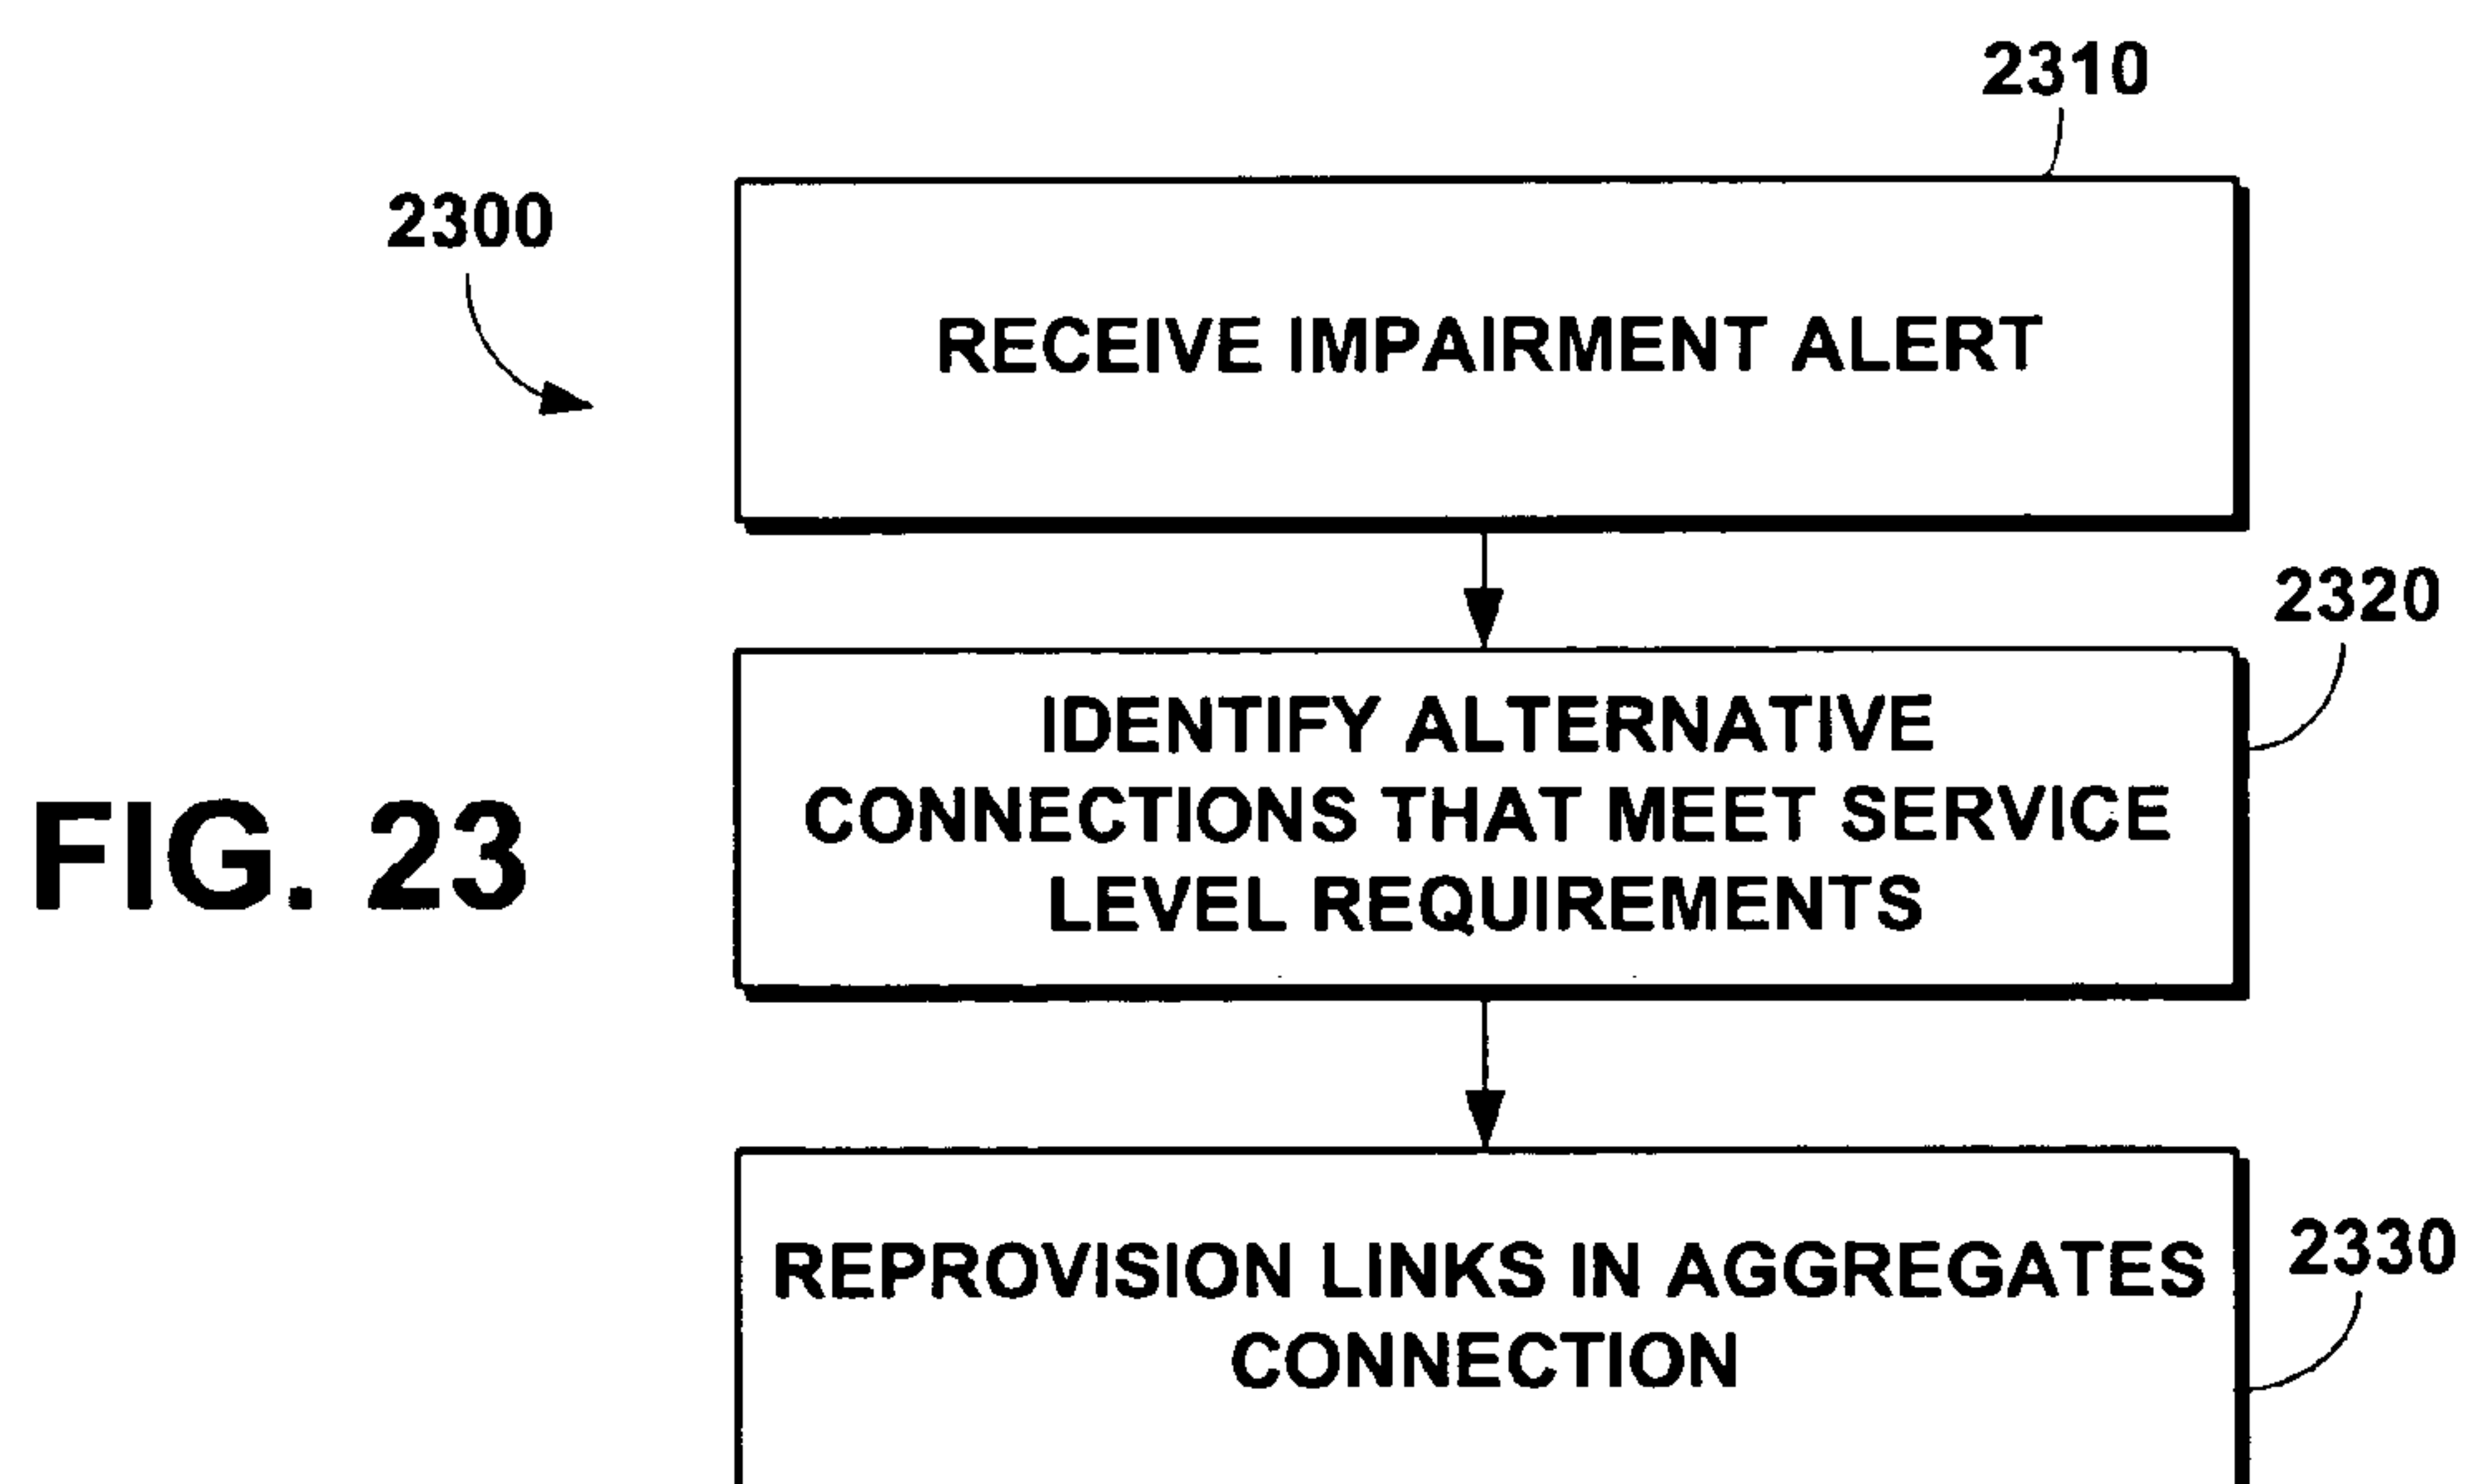 2310
2300
RECEIVE IMPAIRMENT ALERT
2320
IDENTIFY ALTERNATIVE
CONNECTIONS THAT MEET SERVICE
LEVEL REQUIREMENTS
FIG. 23
2330
REPROVISION LINKS IN AGGREGATES
CONNECTION